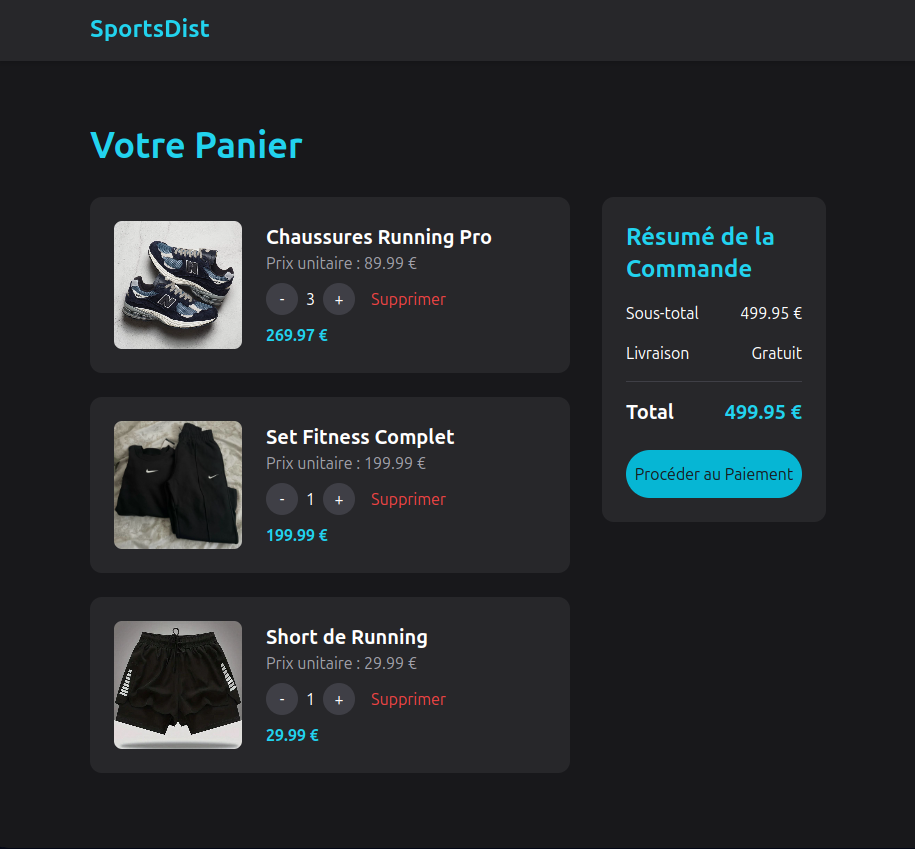 SportsDist
Votre Panier
Chaussures Running Pro
Prix unitaire : 89.99 €
- 3 + Supprimer
269.97 €
Set Fitness Complet
Prix unitaire : 199.99 €
- 1 + Supprimer
199.99 €
Short de Running
Prix unitaire : 29.99 €
- 1 + Supprimer
29.99 €
Résumé de la
Commande
Sous-total 499.95 €
Livraison Gratuit
Total 499.95 €
Procéder au Paiement